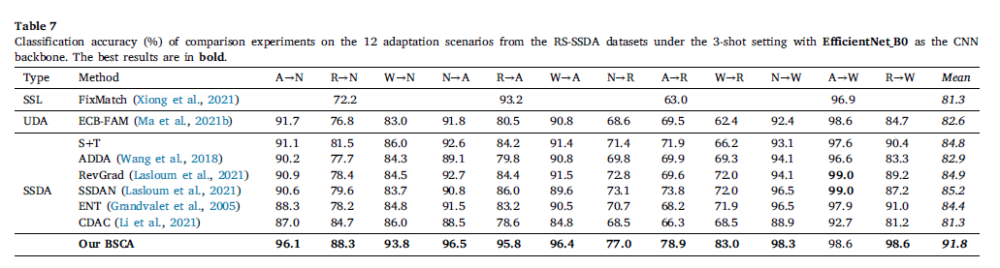 Table 7
Classification accuracy (%) of comparison experiments on the 12 adaptation scenarios from the RS-SSDA datasets under the 3-shot setting with EfficientNet_B0 as the CNN
backbone. The best results are in bold.
Type Method A→N R→N W→N N→A R→A W→A N→R A→R W→R N→W A→W R→W Mean
SSL FixMatch (Xiong et al., 2021) 72.2 93.2 63.0 96.9 81.3
UDA ECB-FAM (Ma et al., 2021b) 91.7 76.8 83.0 91.8 80.5 90.8 68.6 69.5 62.4 92.4 98.6 84.7 82.6
S+T 91.1 81.5 86.0 92.6 84.2 91.4 71.4 71.9 66.2 93.1 97.6 90.4 84.8
ADDA (Wang et al., 2018) 90.2 77.7 84.3 89.1 79.8 90.8 69.8 69.9 69.3 94.1 96.6 83.3 82.9
RevGrad (Lasloum et al., 2021) 90.9 78.4 84.5 92.7 84.4 91.5 72.8 69.6 72.0 94.1 99.0 89.2 84.9
SSDA SSDAN (Lasloum et al., 2021) 90.6 79.6 83.7 90.8 86.0 89.6 73.1 73.8 72.0 96.5 99.0 87.2 85.2
ENT (Grandvalet et al., 2005) 88.3 78.2 84.8 91.5 83.2 90.5 70.7 68.2 71.9 96.5 97.9 91.0 84.4
CDAC (Li et al., 2021) 87.0 84.7 86.0 88.5 78.6 84.8 68.5 66.3 68.5 88.9 92.7 81.2 81.3
Our BSCA 96.1 88.3 93.8 96.5 95.8 96.4 77.0 78.9 83.0 98.3 98.6 98.6 91.8